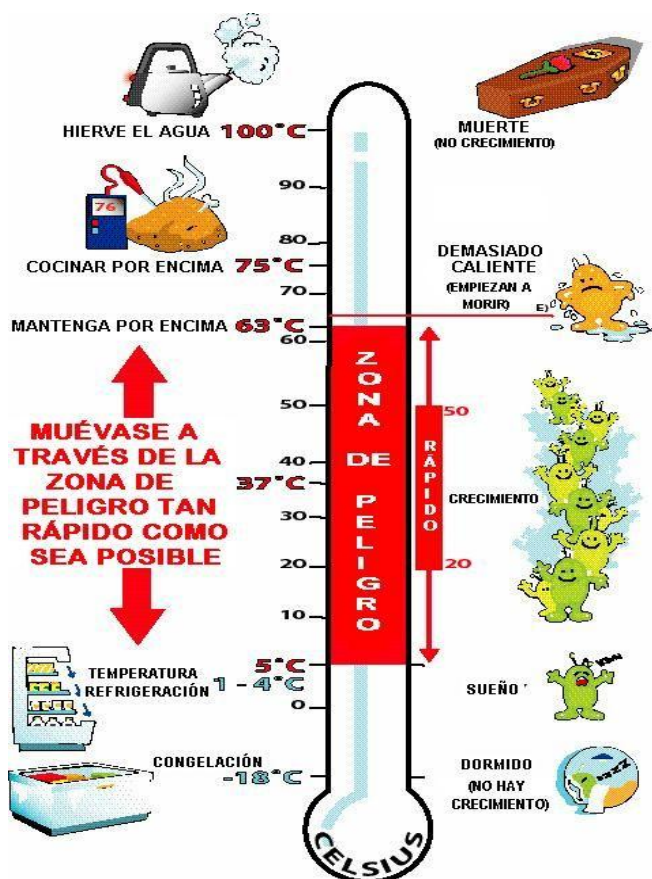 HIERVE EL AGUA 100°C
MUERTE
(NO CRECIMIENTO)
90
76
80
COCINAR POR ENCIMA 75°C
DEMASIADO
CALIENTE
(EMPIEZAN A
MORIR)
E)
70
MANTENGA POR ENCIMA 63°C
60
ZONA DE PELIGRO
50
50
RÁPIDO
MUÉVASE A
TRAVÉS DE LA
ZONA DE
PELIGRO TAN
RÁPIDO COMO
SEA POSIBLE
40
37°C
CRECIMIENTO
30
20
20
10
5°C
TEMPERATURA
REFRIGERACIÓN 1 - 4°C
SUEÑO
0
CONGELACIÓN
-18°C
DORMIDO
(NO HAY
CRECIMIENTO)
ZZZZ
CELSIUS